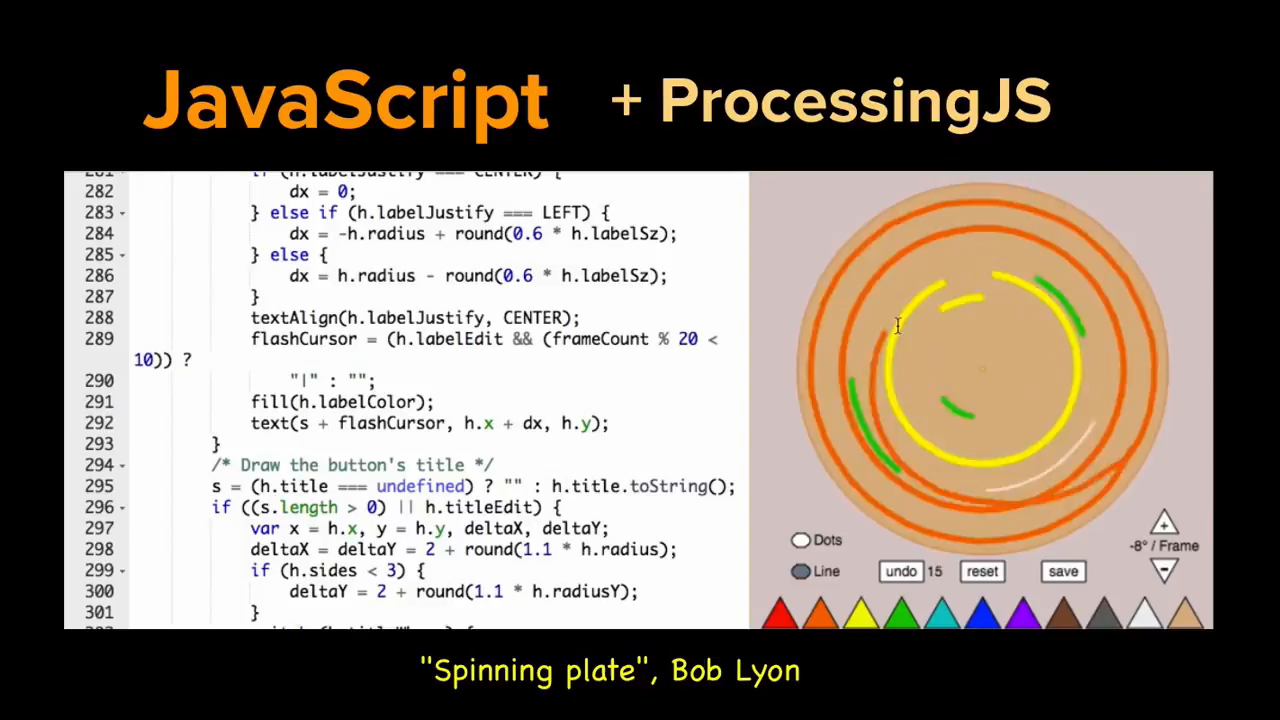 JavaScript + ProcessingJS
282 dx = 0;
283 } else if (h.labelJustify === LEFT) {
284 dx = -h.radius + round(0.6 * h.labelSz);
285 } else {
286 dx = h.radius - round(0.6 * h.labelSz);
287 }
288 textAlign(h.labelJustify, CENTER);
289 flashCursor = (h.labelEdit && (frameCount % 20 <
10)) ?
290 "|" : "";
291 fill(h.labelColor);
292 text(s + flashCursor, h.x + dx, h.y);
293 }
294 /* Draw the button's title */
295 s = (h.title === undefined) ? "" : h.title.toString();
296 if ((s.length > 0) || h.titleEdit) {
297 var x = h.x, y = h.y, deltaX, deltaY;
298 deltaX = deltaY = 2 + round(1.1 * h.radius);
299 if (h.sides < 3) {
300 deltaY = 2 + round(1.1 * h.radiusY);
301 }
+
Dots
-8° / Frame
Line
undo 15 reset save
-
"Spinning plate", Bob Lyon